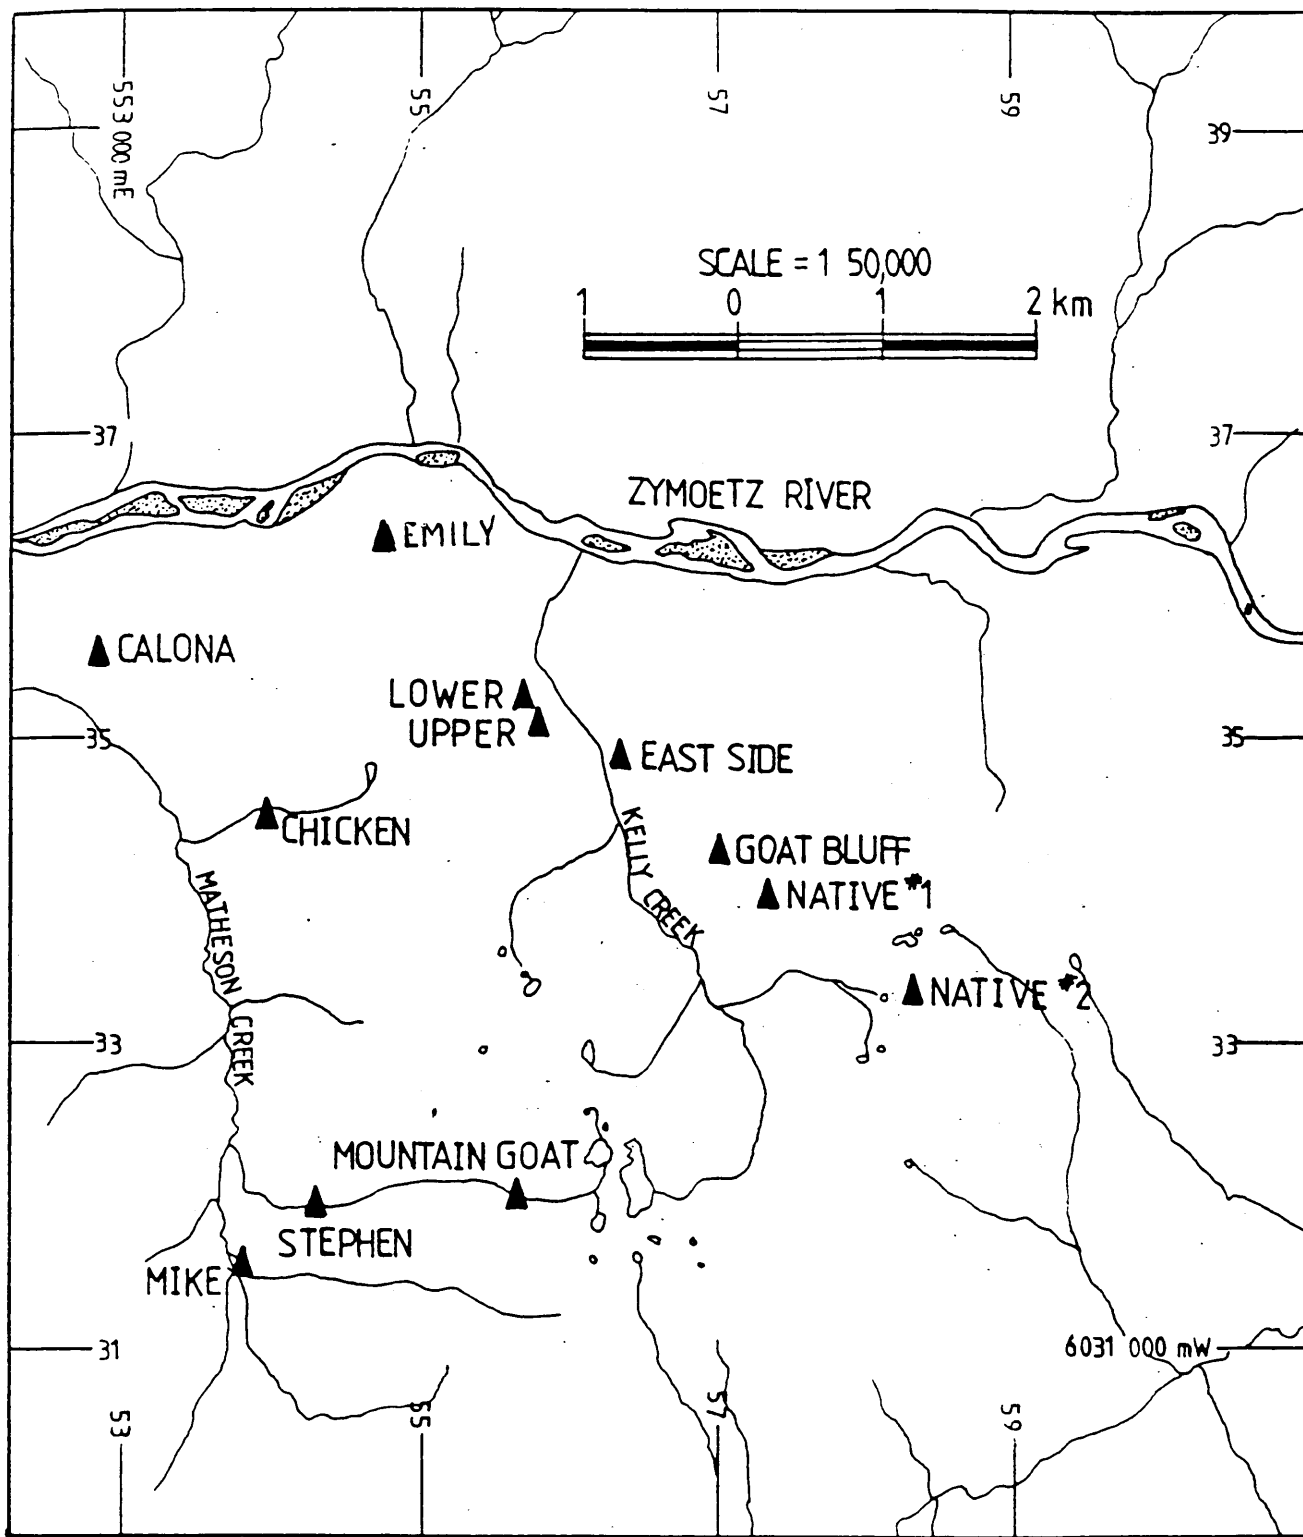 553 000 mE
55
57
59
39
SCALE = 1 50,000
1 0 1 2 km
37
37
ZYMOETZ RIVER
EMILY
CALONA
LOWER
UPPER
35
35
EAST SIDE
CHICKEN
KELLY CREEK
GOAT BLUFF
NATIVE #1
MATHESON CREEK
NATIVE #2
33
33
MOUNTAIN GOAT
STEPHEN
MIKE
31
6031 000 mW
53
55
57
59